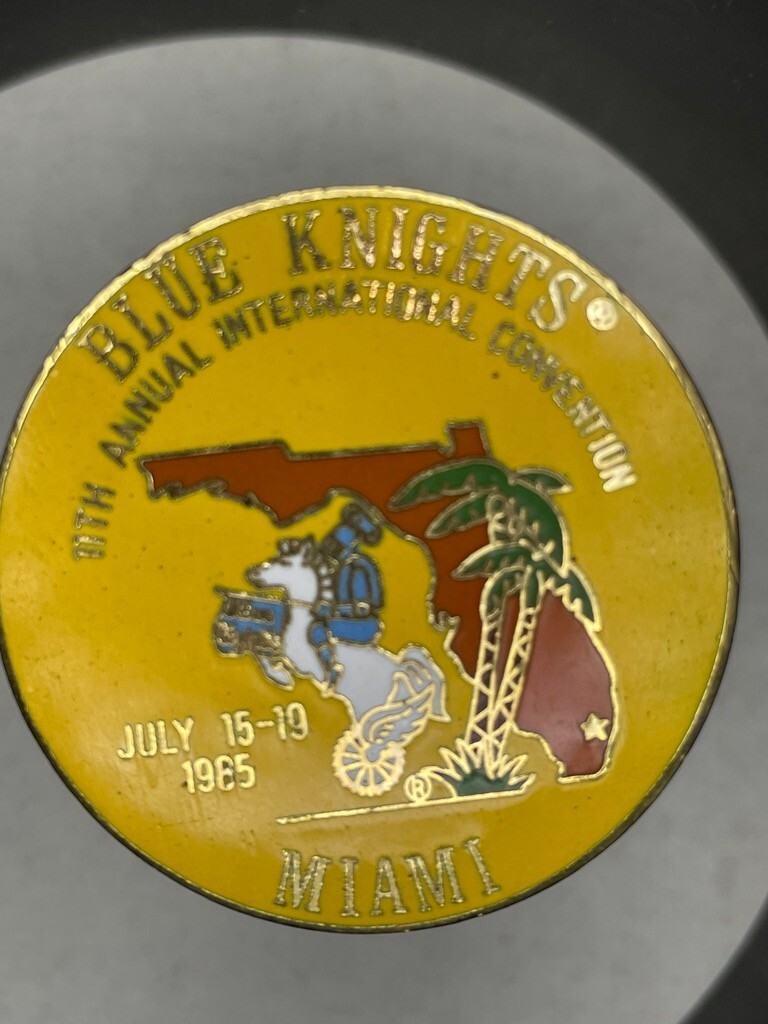 BLUE KNIGHTS®
11TH ANNUAL INTERNATIONAL CONVENTION
JULY 15-19
1985
®
MIAMI